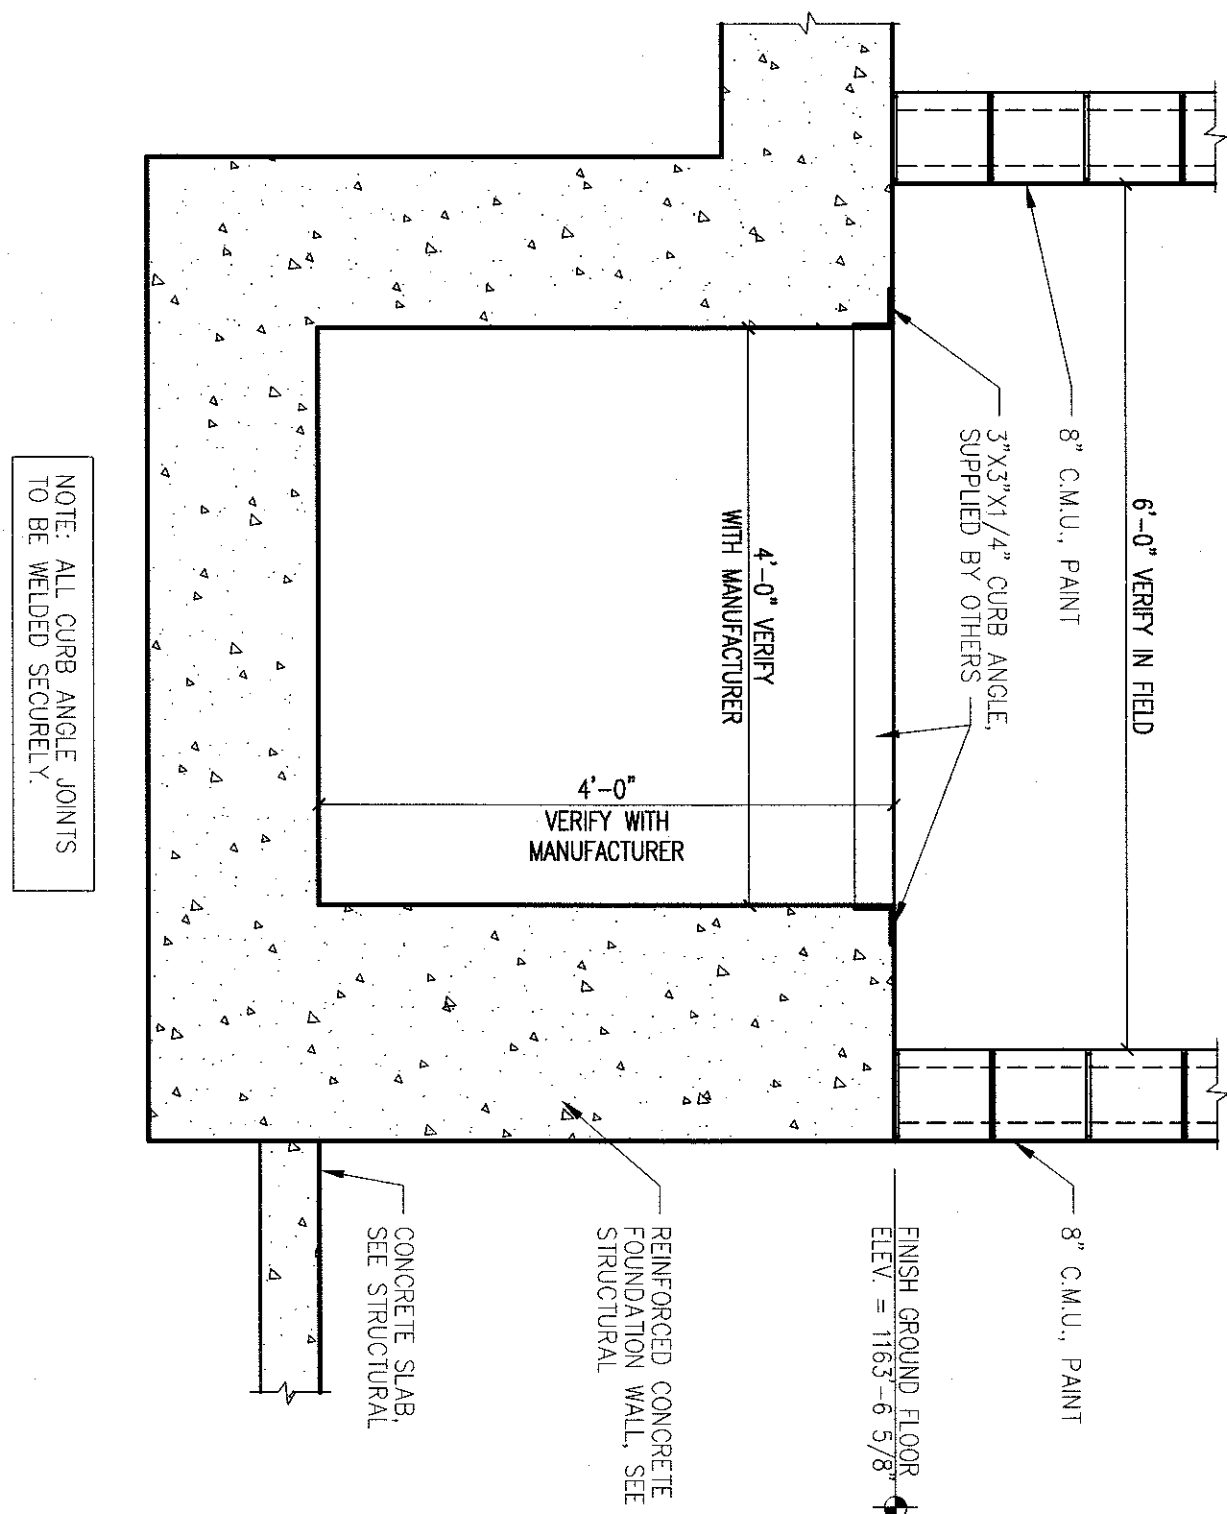 6'-0" VERIFY IN FIELD
8" C.M.U., PAINT
3"X3"X1/4" CURB ANGLE,
SUPPLIED BY OTHERS
4'-0" VERIFY
WITH MANUFACTURER
4'-0"
VERIFY WITH
MANUFACTURER
8" C.M.U., PAINT
FINISH GROUND FLOOR
ELEV. = 1163'-6 5/8"
REINFORCED CONCRETE
FOUNDATION WALL, SEE
STRUCTURAL
CONCRETE SLAB,
SEE STRUCTURAL
NOTE: ALL CURB ANGLE JOINTS
TO BE WELDED SECURELY.